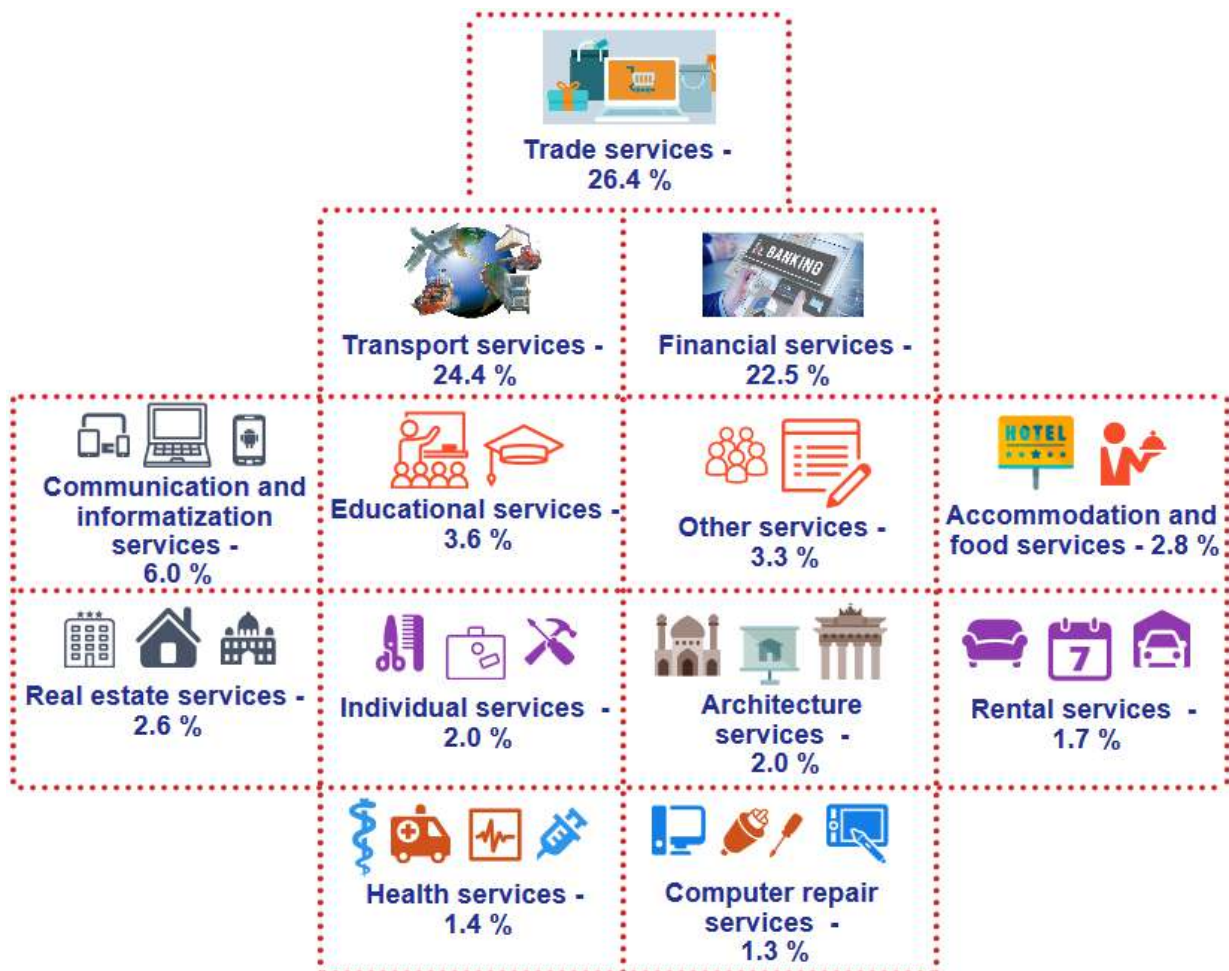 Trade services -
26.4 %
BANKING
Transport services -
24.4 %
Financial services -
22.5 %
Communication and
informatization
services -
6.0 %
Educational services -
3.6 %
Other services -
3.3 %
HOTEL
Accommodation and
food services - 2.8 %
Real estate services -
2.6 %
Individual services -
2.0 %
Architecture
services -
2.0 %
7
Rental services -
1.7 %
Health services -
1.4 %
Computer repair
services -
1.3 %